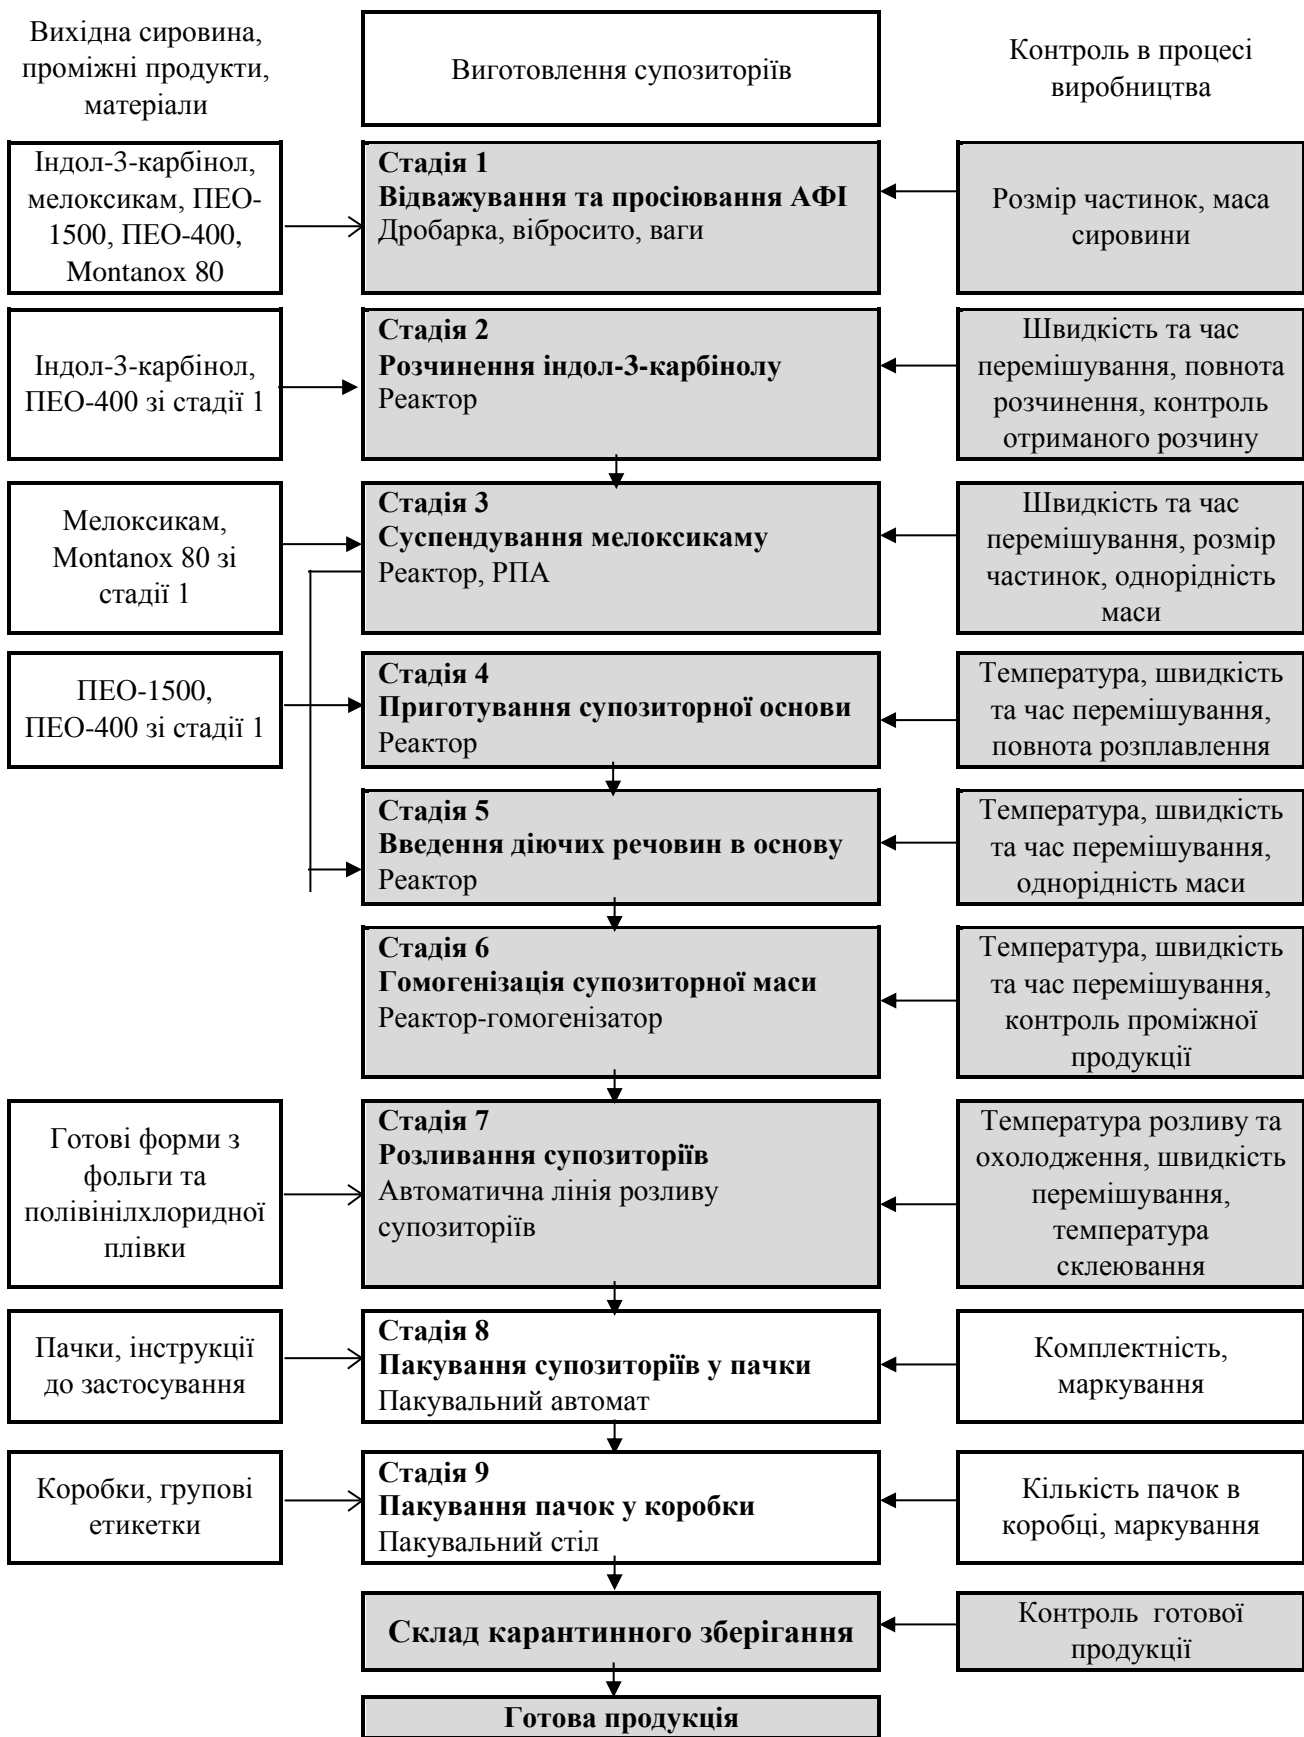 Вихідна сировина,
проміжні продукти,
матеріали
Виготовлення супозиторіїв
Контроль в процесі
виробництва
Індол-3-карбінол,
мелоксикам, ПЕО-
1500, ПЕО-400,
Montanox 80
Стадія 1
Відважування та просіювання АФІ
Дробарка, вібросито, ваги
Розмір частинок, маса
сировини
Індол-3-карбінол,
ПЕО-400 зі стадії 1
Стадія 2
Розчинення індол-3-карбінолу
Реактор
Швидкість та час
перемішування, повнота
розчинення, контроль
отриманого розчину
Мелоксикам,
Montanox 80 зі
стадії 1
Стадія 3
Суспендування мелоксикаму
Реактор, РПА
Швидкість та час
перемішування, розмір
частинок, однорідність
маси
ПЕО-1500,
ПЕО-400 зі стадії 1
Стадія 4
Приготування супозиторної основи
Реактор
Температура, швидкість
та час перемішування,
повнота розплавлення
Стадія 5
Введення діючих речовин в основу
Реактор
Температура, швидкість
та час перемішування,
однорідність маси
Стадія 6
Гомогенізація супозиторної маси
Реактор-гомогенізатор
Температура, швидкість
та час перемішування,
контроль проміжної
продукції
Готові форми з
фольги та
полівінілхлоридної
плівки
Стадія 7
Розливання супозиторіїв
Автоматична лінія розливу
супозиторіїв
Температура розливу та
охолодження, швидкість
перемішування,
температура
склеювання
Пачки, інструкції
до застосування
Стадія 8
Пакування супозиторіїв у пачки
Пакувальний автомат
Комплектність,
маркування
Коробки, групові
етикетки
Стадія 9
Пакування пачок у коробки
Пакувальний стіл
Кількість пачок в
коробці, маркування
Склад карантинного зберігання
Контроль готової
продукції
Готова продукція